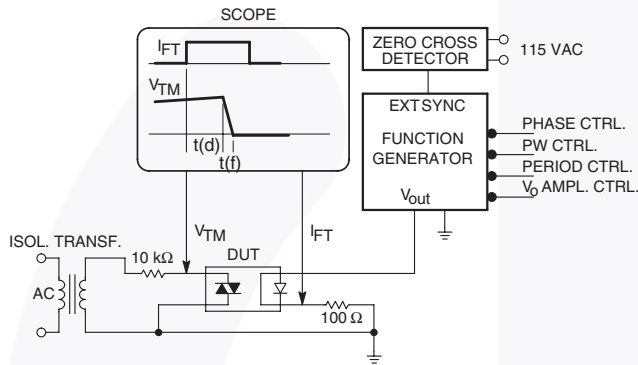 SCOPE
IFT
VTM
t(d)
t(f)
ZERO CROSS
DETECTOR
115 VAC
EXT SYNC
FUNCTION
GENERATOR
Vout
PHASE CTRL.
PW CTRL.
PERIOD CTRL.
Vo AMPL. CTRL.
ISOL. TRANSF.
AC
10 kΩ
VTM
DUT
IFT
100 Ω